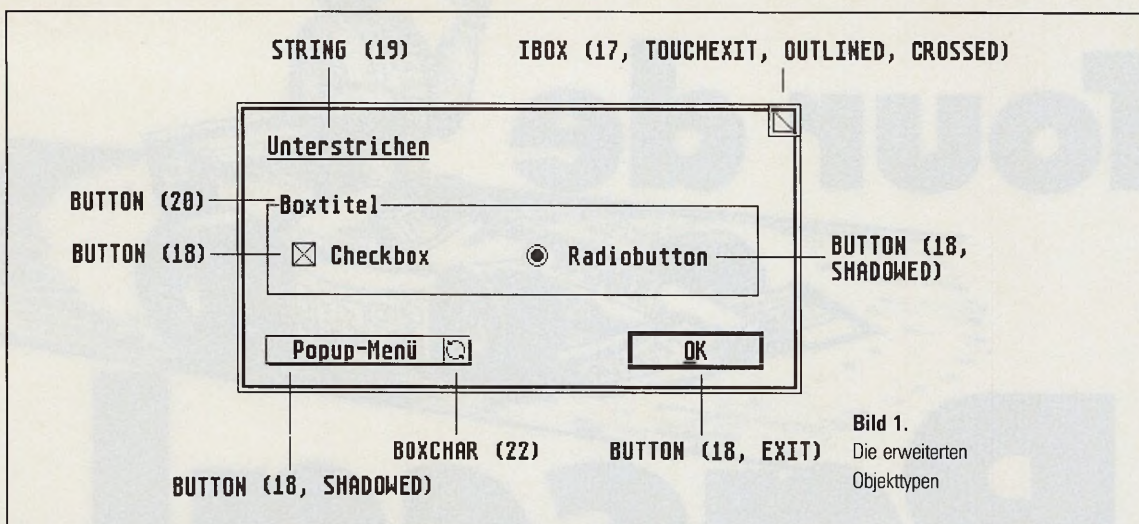 STRING (19)
IBOX (17, TOUCHEXIT, OUTLINED, CROSSED)
Unterstrichen
BUTTON (20)
Boxtitel
BUTTON (18)
Checkbox
Radiobutton
BUTTON (18,
SHADOWED)
Popup-Menü
OK
BOXCHAR (22)
BUTTON (18, EXIT)
BUTTON (18, SHADOWED)
Bild 1.
Die erweiterten
Objekttypen